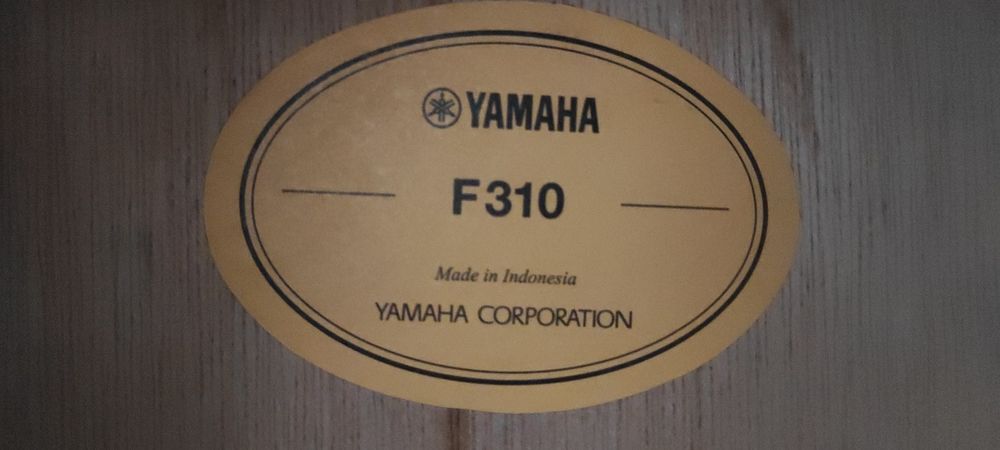 YAMAHA
F310
Made in Indonesia
YAMAHA CORPORATION